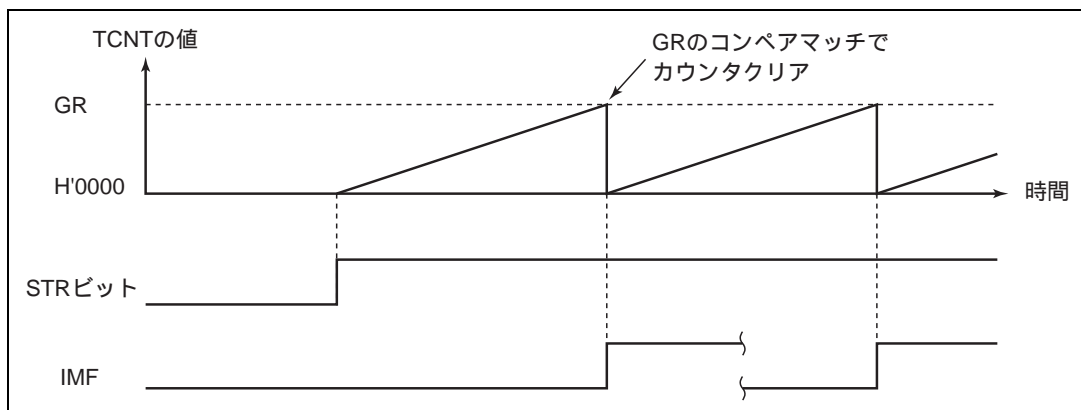 TCNTの値
GRのコンペアマッチで
カウンタクリア
GR
H'0000
時間
STRビット
IMF